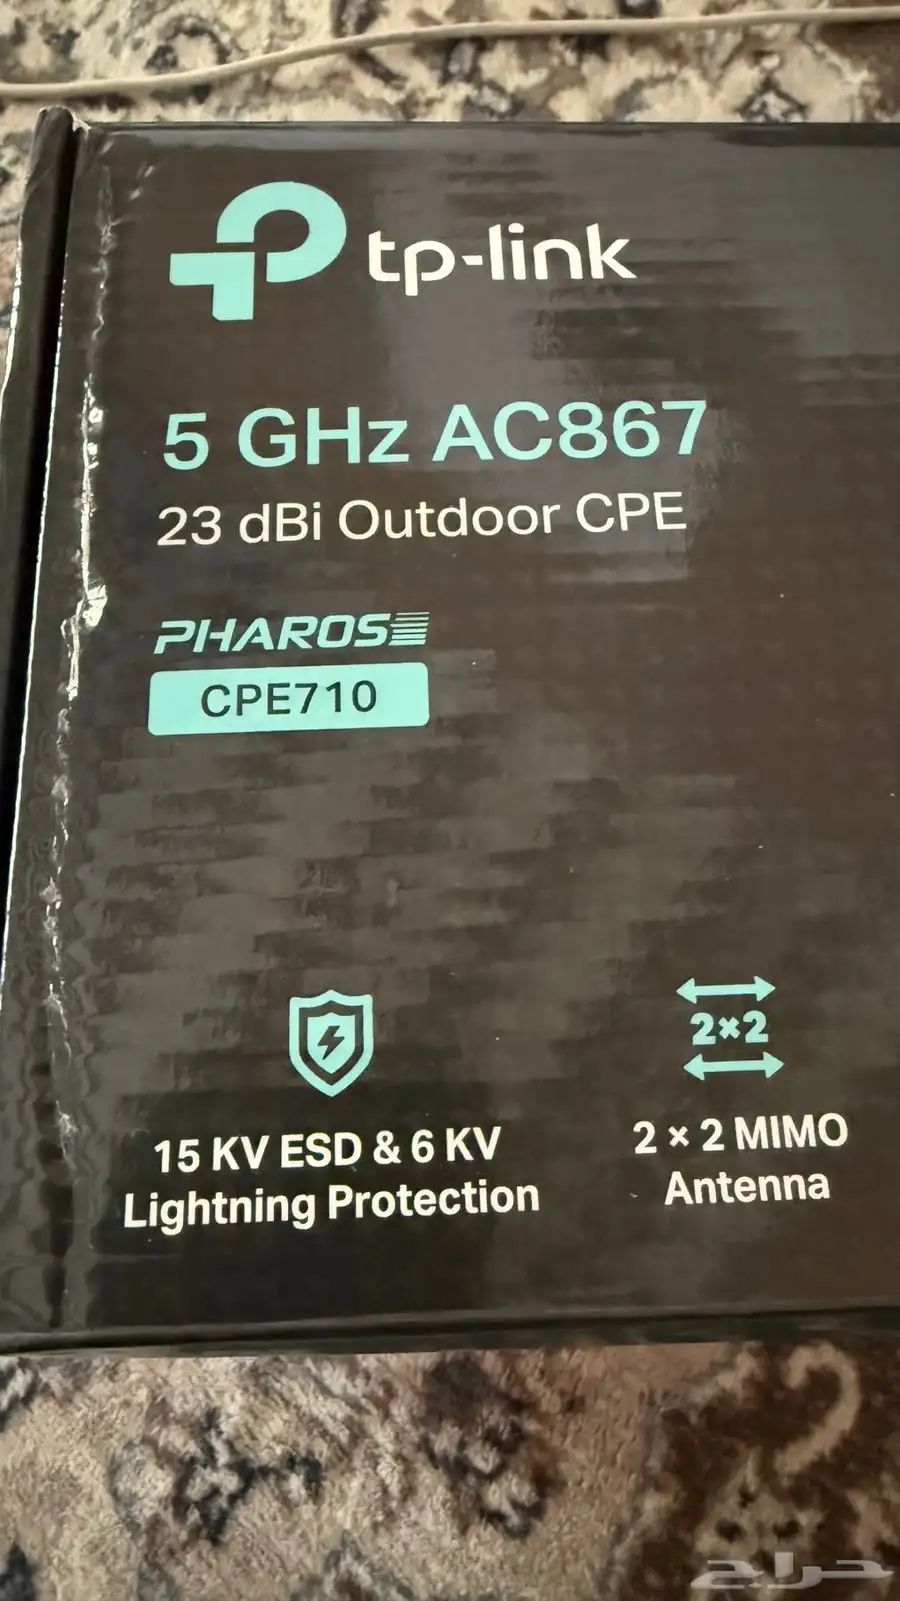 tp-link
5 GHz AC867
23 dBi Outdoor CPE
PHAROS
CPE710
2×2
15 KV ESD & 6 KV
Lightning Protection
2 × 2 MIMO
Antenna
حراج